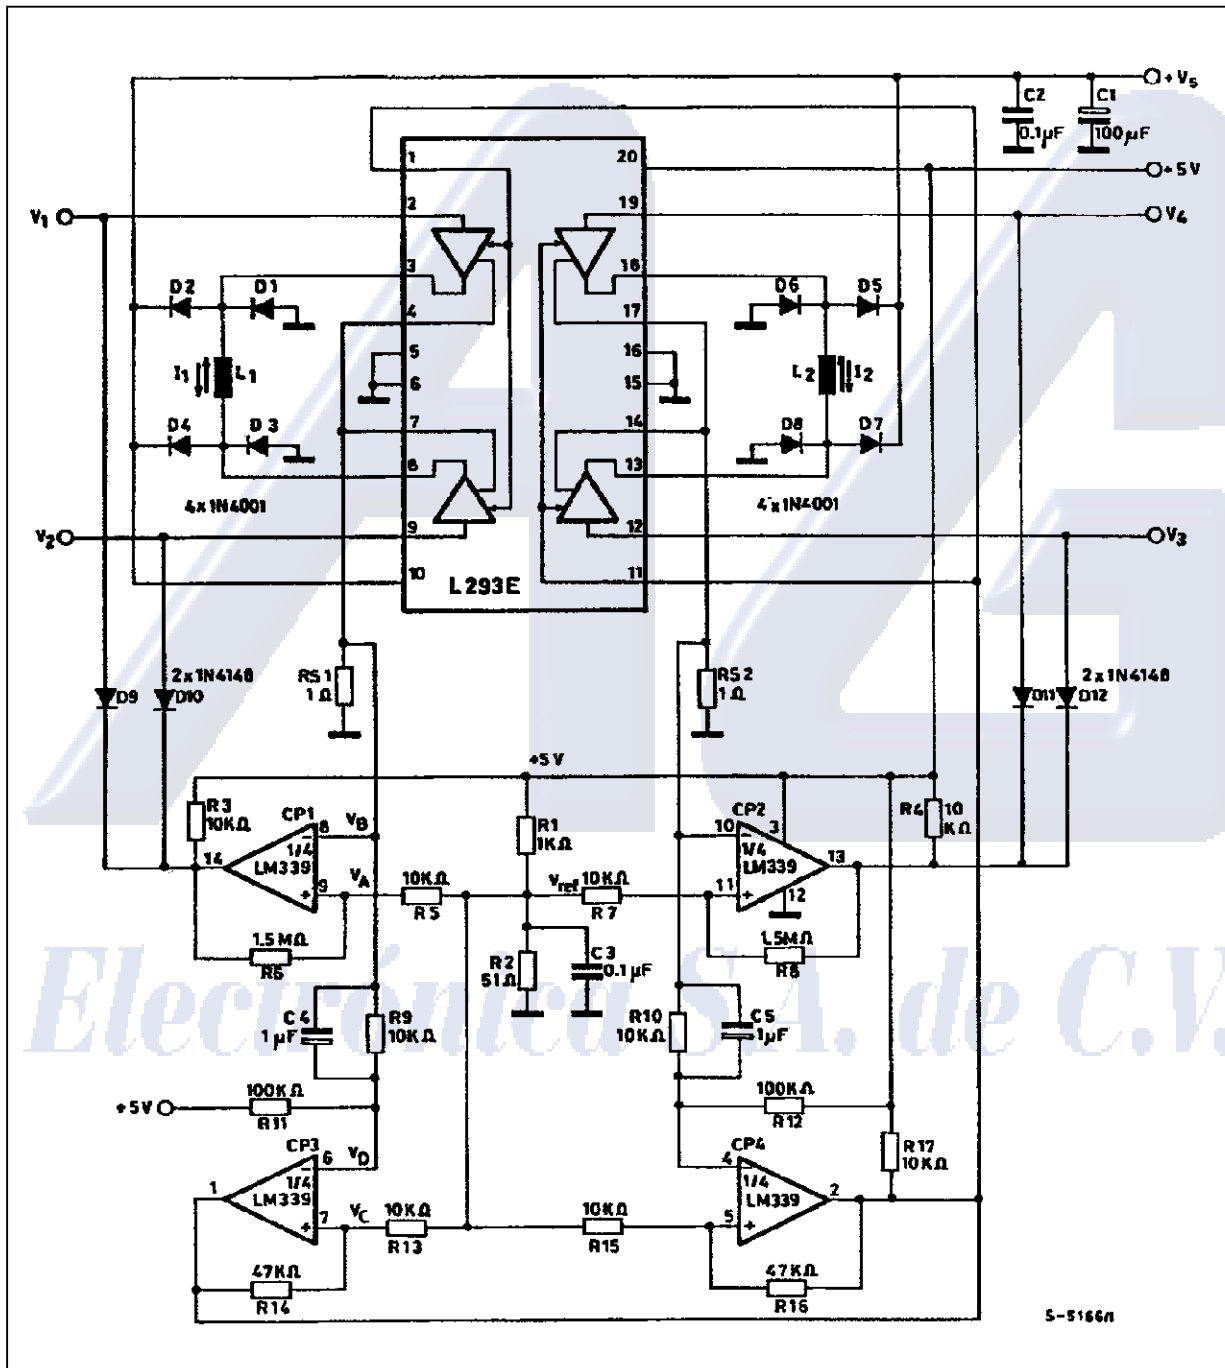 +V5
C2
C1
0.1µF
100µF
+5V
V1
V4
1
20
2
19
3
18
D2
D1
D6
D5
4
17
5
16
6
15
I1
L1
L2
I2
7
14
D4
D3
D8
D7
8
13
4x1N4001
4x1N4001
V2
9
12
V3
10
11
L293E
RS1
1Ω
RS2
1Ω
2x1N4148
D9
D10
2x1N4148
D11
D12
+5V
R3
10KΩ
CP1
VB
8
-
1/4
LM339
14
9
+
VA
10KΩ
R5
R1
1KΩ
Vref
10KΩ
R7
CP2
10
-
3
1/4
LM339
13
11
+
12
R4
10
KΩ
1.5MΩ
R6
R2
51Ω
C3
0.1µF
1.5MΩ
R8
C4
1µF
R9
10KΩ
R10
10KΩ
C5
1µF
+5V
100KΩ
R11
100KΩ
R12
R17
10KΩ
CP3
6
-
VD
1/4
LM339
1
7
+
VC
10KΩ
R13
10KΩ
R15
CP4
4
-
1/4
LM339
2
5
+
47KΩ
R14
47KΩ
R16
S-5166/1
AG
Electrónica S.A. de C.V.